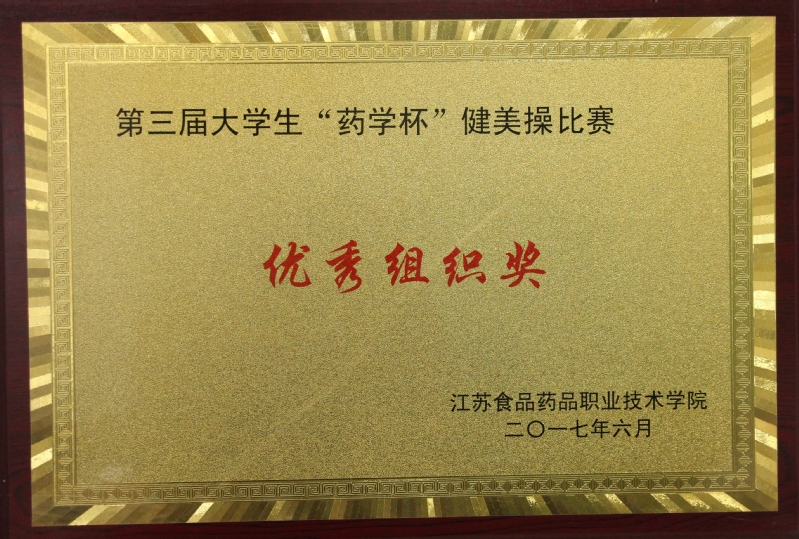 第三届大学生“药学杯”健美操比赛
优秀组织奖
江苏食品药品职业技术学院
二〇一七年六月